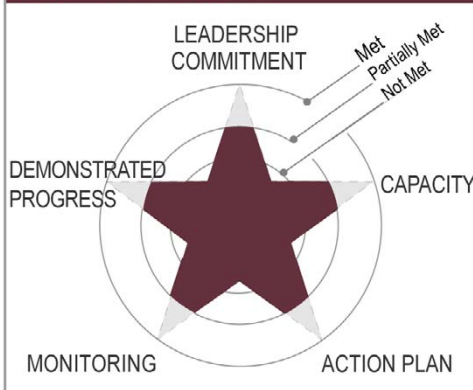 LEADERSHIP
COMMITMENT
Met
Partially Met
Not Met
DEMONSTRATED
PROGRESS
CAPACITY
MONITORING
ACTION PLAN